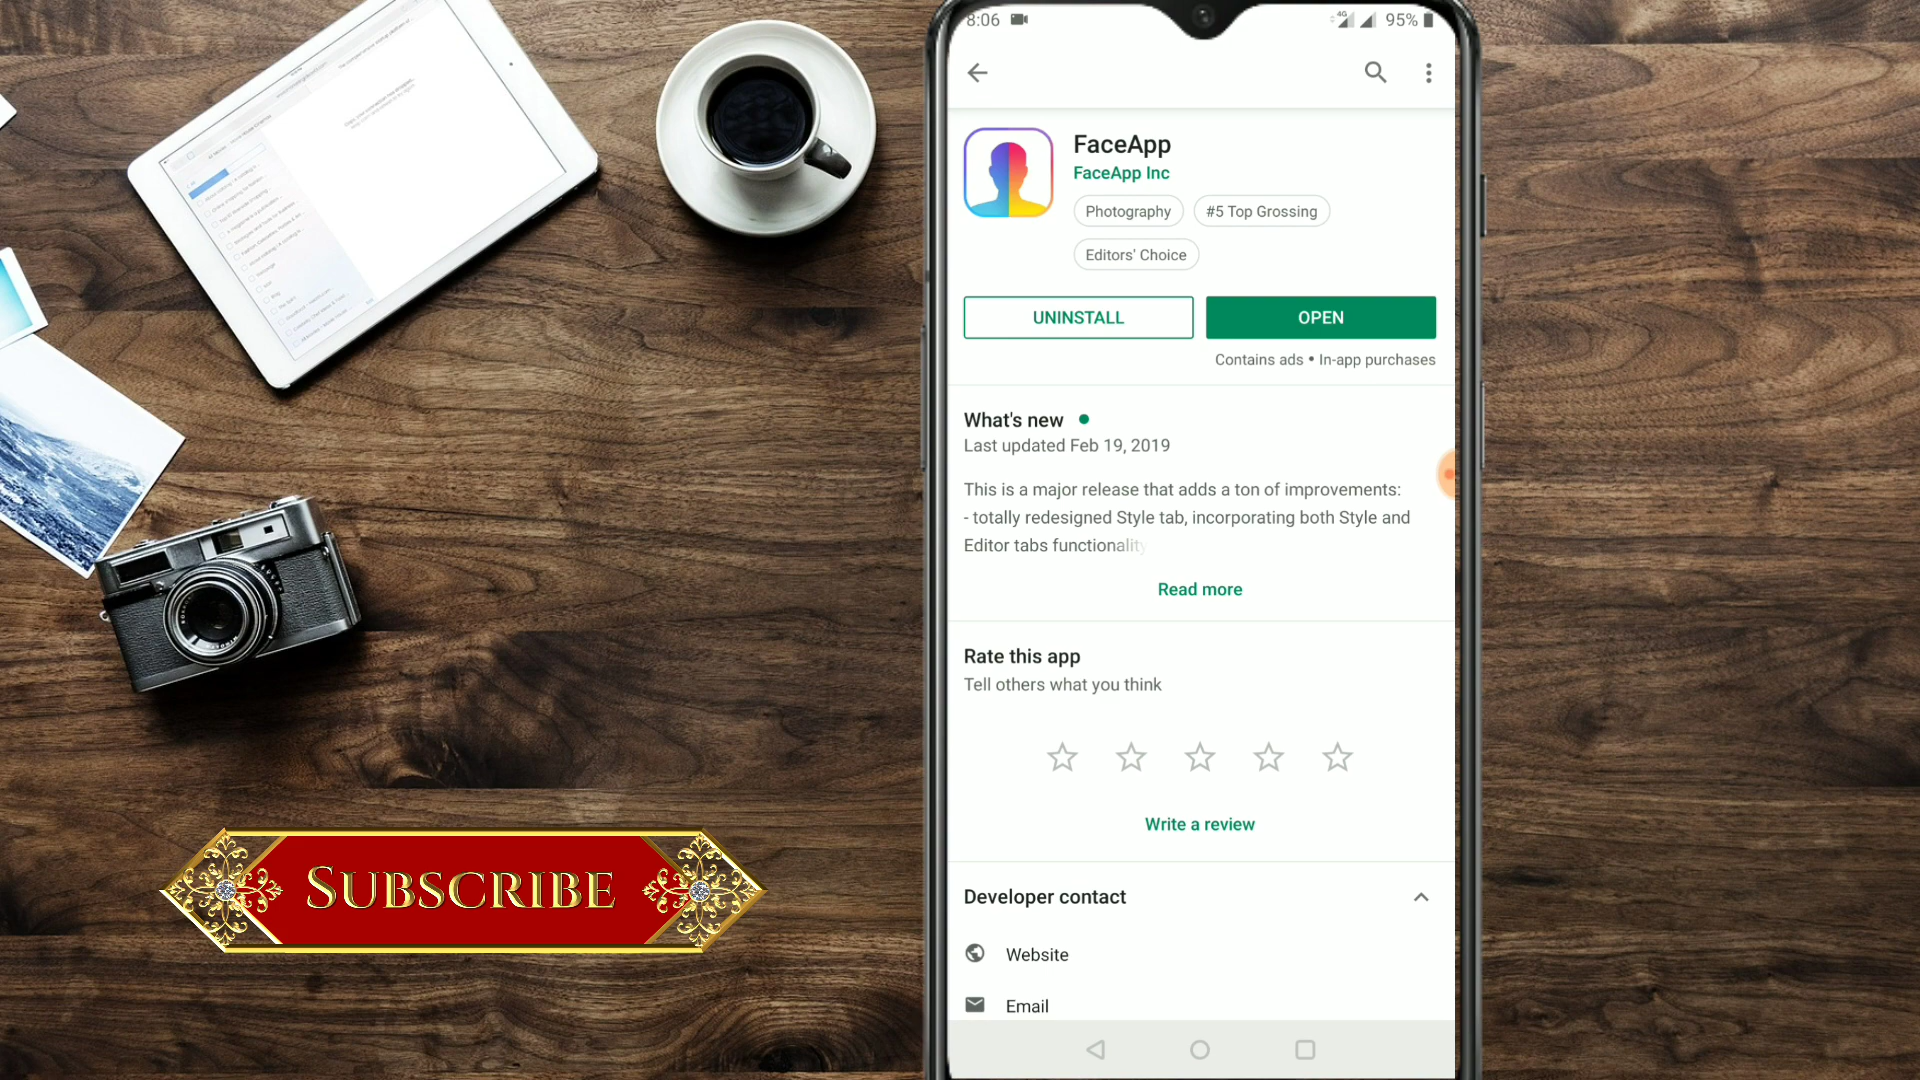 8:06
4G
95%
FaceApp
FaceApp Inc
Photography
#5 Top Grossing
Editors' Choice
UNINSTALL
OPEN
Contains ads • In-app purchases
What's new
Last updated Feb 19, 2019
This is a major release that adds a ton of improvements:
- totally redesigned Style tab, incorporating both Style and
Editor tabs functionality
Read more
Rate this app
Tell others what you think
Write a review
Developer contact
Website
Email
SUBSCRIBE